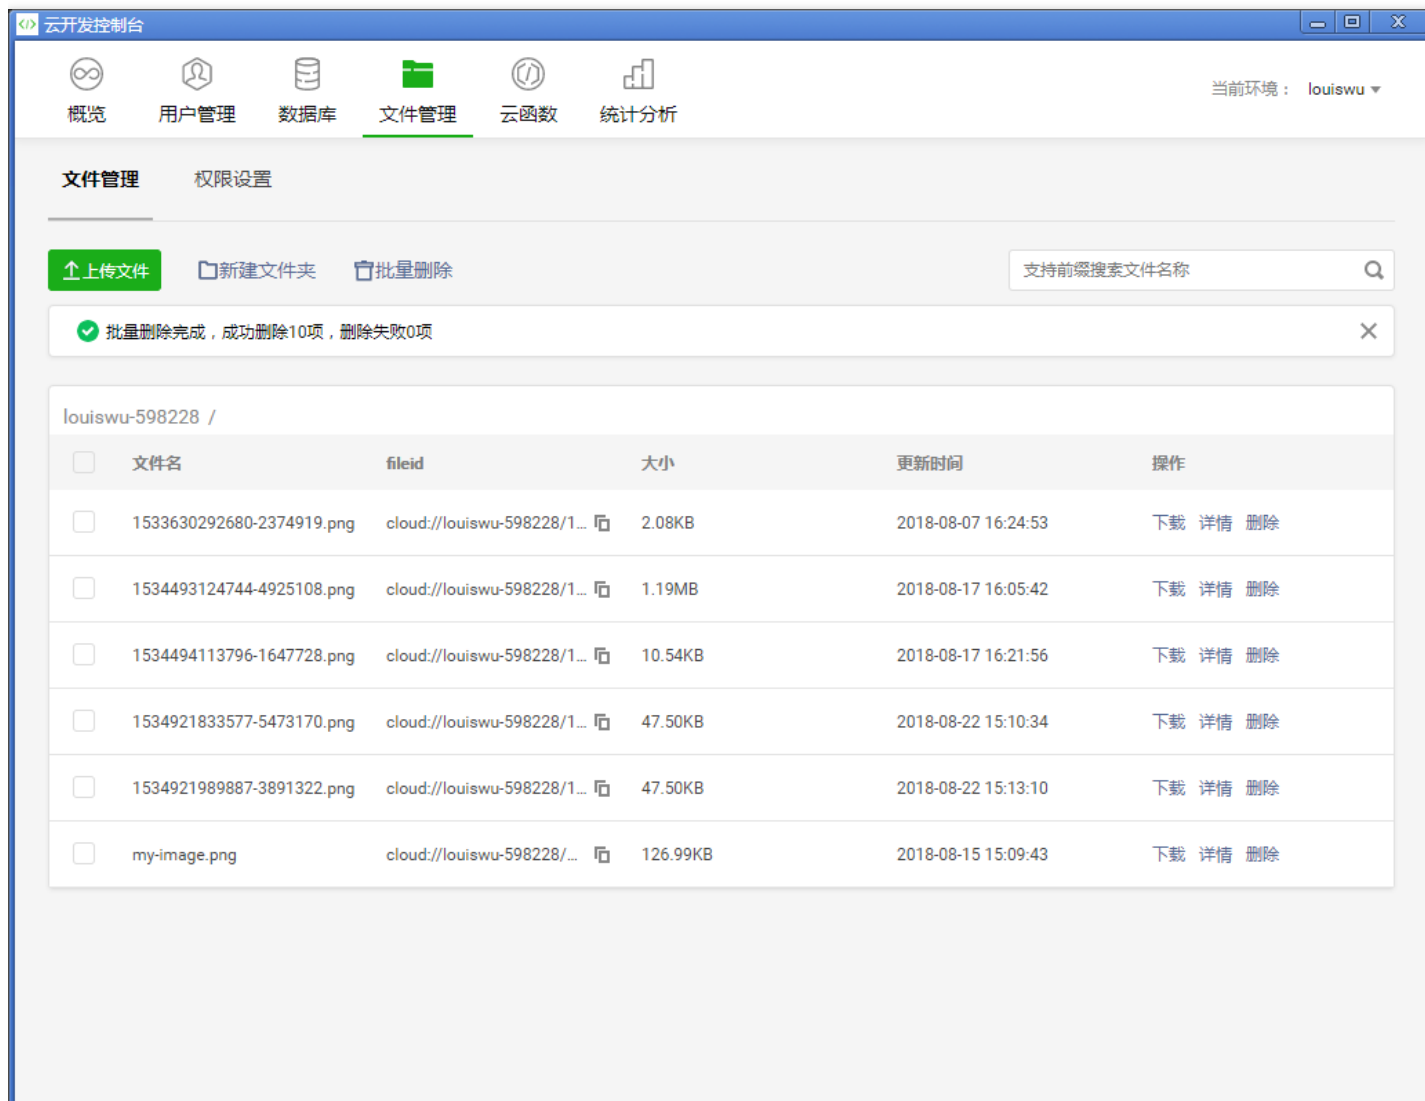 云开发控制台
概览 用户管理 数据库 文件管理 云函数 统计分析 当前环境： louiswu
文件管理 权限设置
上传文件 新建文件夹 批量删除 支持前缀搜索文件名称
批量删除完成，成功删除10项，删除失败0项
louiswu-598228 /
文件名 fileid 大小 更新时间 操作
1533630292680-2374919.png cloud://louiswu-598228/1... 2.08KB 2018-08-07 16:24:53 下载 详情 删除
1534493124744-4925108.png cloud://louiswu-598228/1... 1.19MB 2018-08-17 16:05:42 下载 详情 删除
1534494113796-1647728.png cloud://louiswu-598228/1... 10.54KB 2018-08-17 16:21:56 下载 详情 删除
1534921833577-5473170.png cloud://louiswu-598228/1... 47.50KB 2018-08-22 15:10:34 下载 详情 删除
1534921989887-3891322.png cloud://louiswu-598228/1... 47.50KB 2018-08-22 15:13:10 下载 详情 删除
my-image.png cloud://louiswu-598228/... 126.99KB 2018-08-15 15:09:43 下载 详情 删除